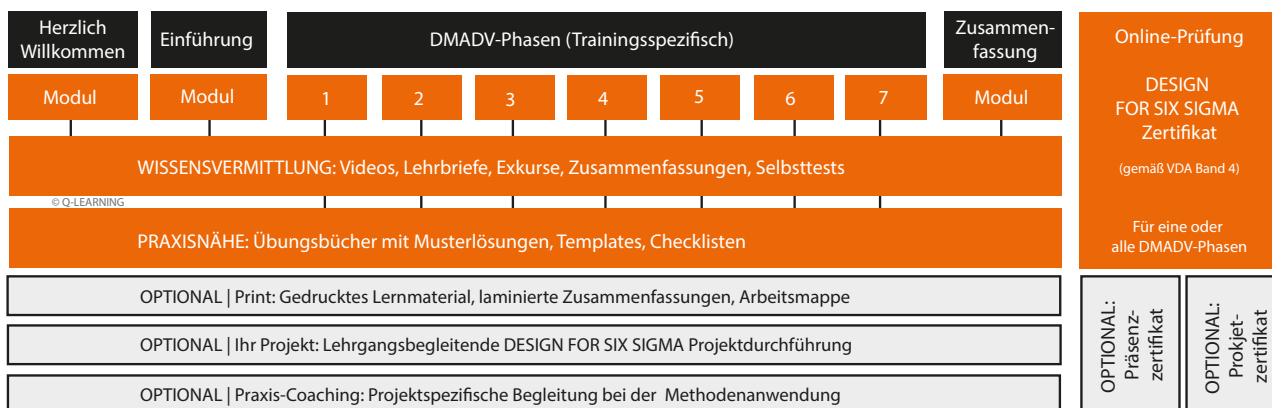 Herzlich
Willkommen
Einführung
DMADV-Phasen (Trainingsspezifisch)
Zusammen-
fassung
Modul
Modul
1
2
3
4
5
6
7
Modul
WISSENSVERMITTLUNG: Videos, Lehrbriefe, Exkurse, Zusammenfassungen, Selbsttests
© Q-LEARNING
PRAXISNÄHE: Übungsbücher mit Musterlösungen, Templates, Checklisten
OPTIONAL | Print: Gedrucktes Lernmaterial, laminierte Zusammenfassungen, Arbeitsmappe
OPTIONAL | Ihr Projekt: Lehrgangsbegleitende DESIGN FOR SIX SIGMA Projektdurchführung
OPTIONAL | Praxis-Coaching: Projektspezifische Begleitung bei der Methodenanwendung
Online-Prüfung
DESIGN
FOR SIX SIGMA
Zertifikat
(gemäß VDA Band 4)
Für eine oder
alle DMADV-Phasen
OPTIONAL:
Präsenz-
zertifikat
OPTIONAL:
Prokjet-
zertifikat